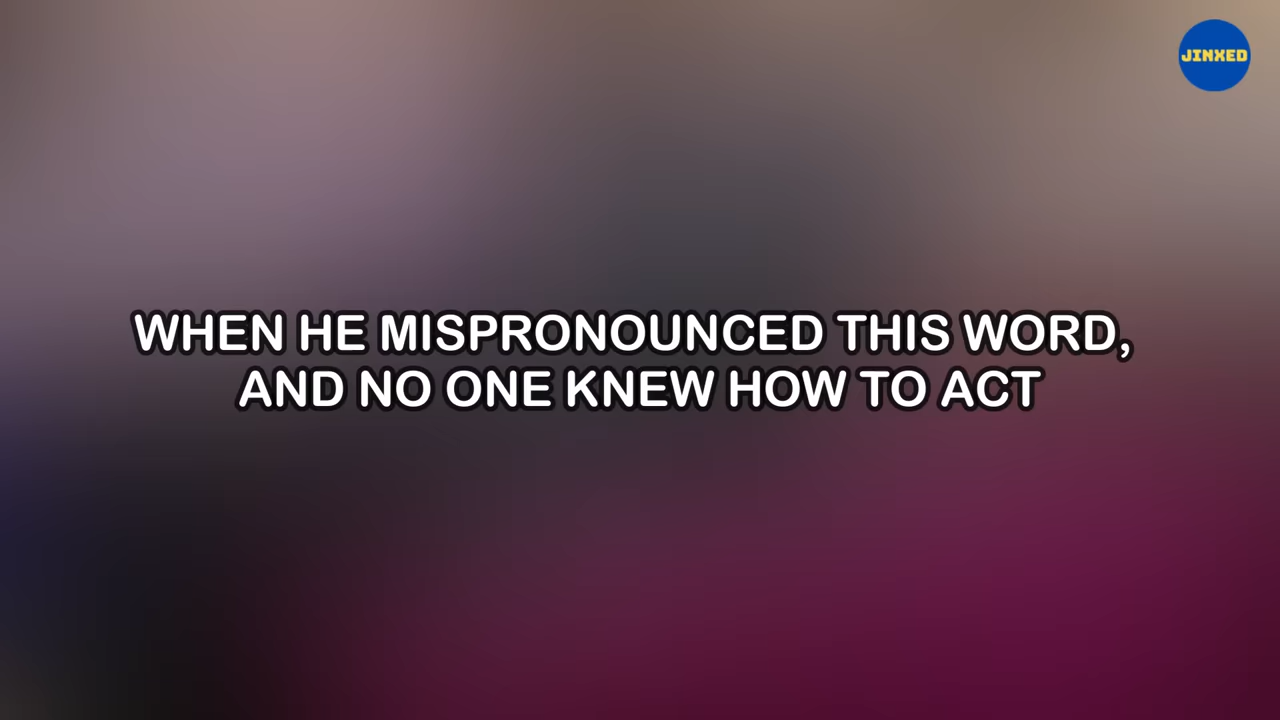 JINXED
WHEN HE MISPRONOUNCED THIS WORD,
AND NO ONE KNEW HOW TO ACT